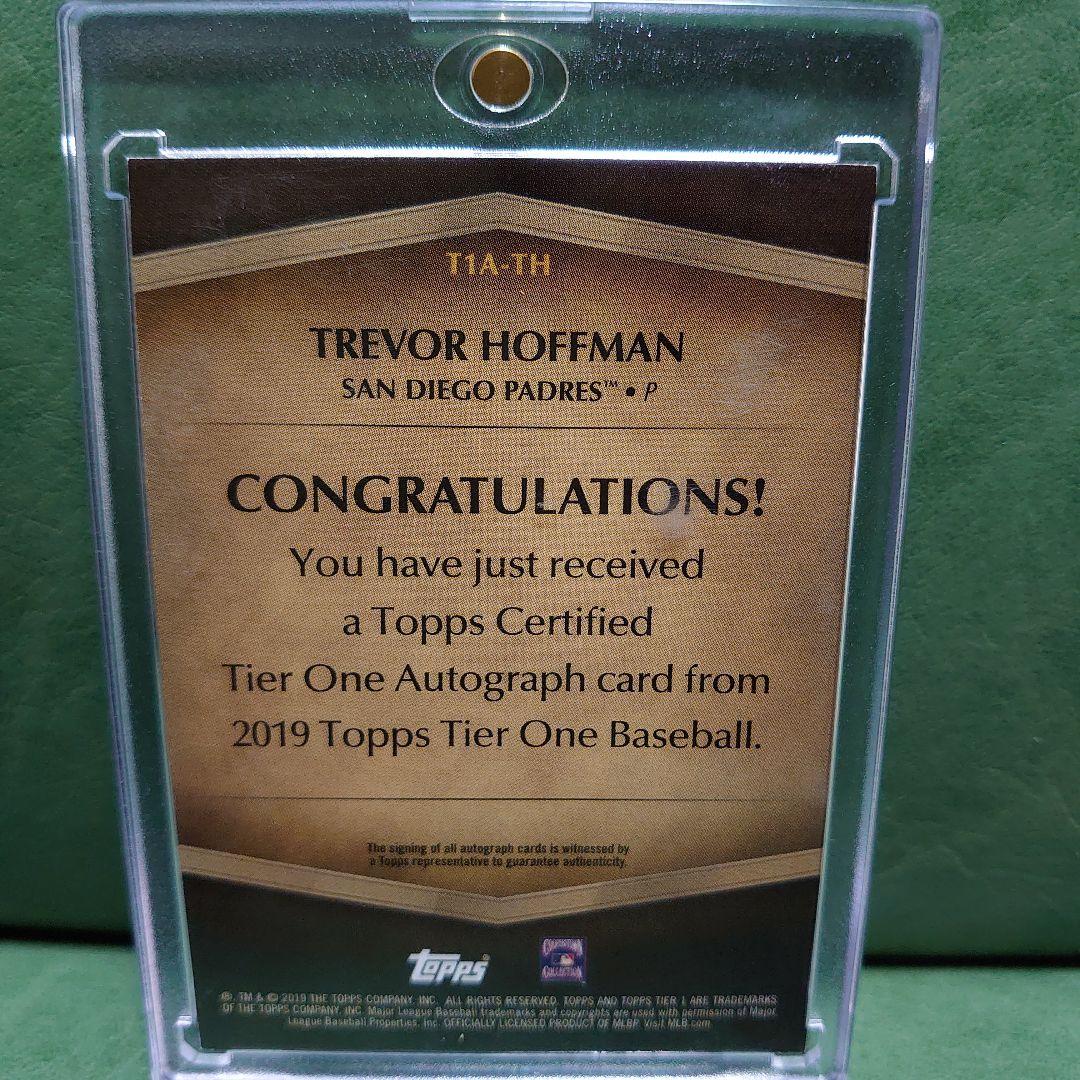 T1A-TH
TREVOR HOFFMAN
SAN DIEGO PADRES™ • P
CONGRATULATIONS!
You have just received
a Topps Certified
Tier One Autograph card from
2019 Topps Tier One Baseball.
The signing of all autograph cards is witnessed by
a Topps representative to guarantee authenticity.
topps®
COOPERSTOWN
COLLECTION
®, TM & © 2019 THE TOPPS COMPANY, INC. ALL RIGHTS RESERVED. TOPPS AND TOPPS TIER 1 ARE TRADEMARKS
OF THE TOPPS COMPANY, INC. Major League Baseball trademarks and copyrights are used with permission of Major
League Baseball Properties, Inc. OFFICIALLY LICENSED PRODUCT OF MLBP. Visit MLB.com